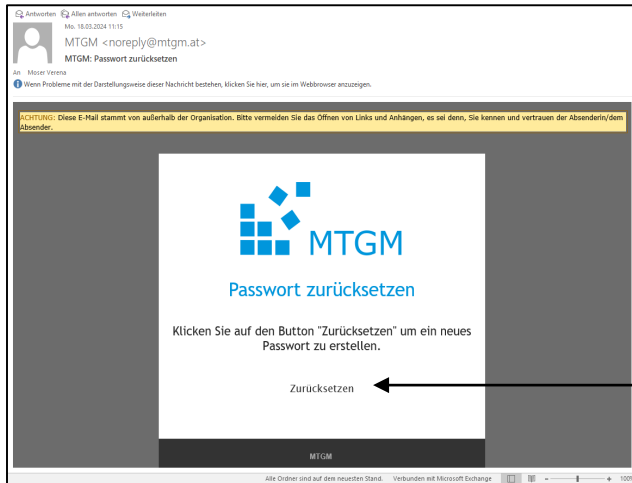 Antworten Allen antworten Weiterleiten
Mo. 18.03.2024 11:15
MTGM <noreply@mtgm.at>
MTGM: Passwort zurücksetzen
An Moser Verena
Wenn Probleme mit der Darstellungsweise dieser Nachricht bestehen, klicken Sie hier, um sie im Webbrowser anzuzeigen.
ACHTUNG: Diese E-Mail stammt von außerhalb der Organisation. Bitte vermeiden Sie das Öffnen von Links und Anhängen, es sei denn, Sie kennen und vertrauen der Absenderin/dem
Absender.
MTGM
Passwort zurücksetzen
Klicken Sie auf den Button "Zurücksetzen" um ein neues
Passwort zu erstellen.
Zurücksetzen
MTGM
Alle Ordner sind auf dem neuesten Stand. Verbunden mit Microsoft Exchange - + 100%